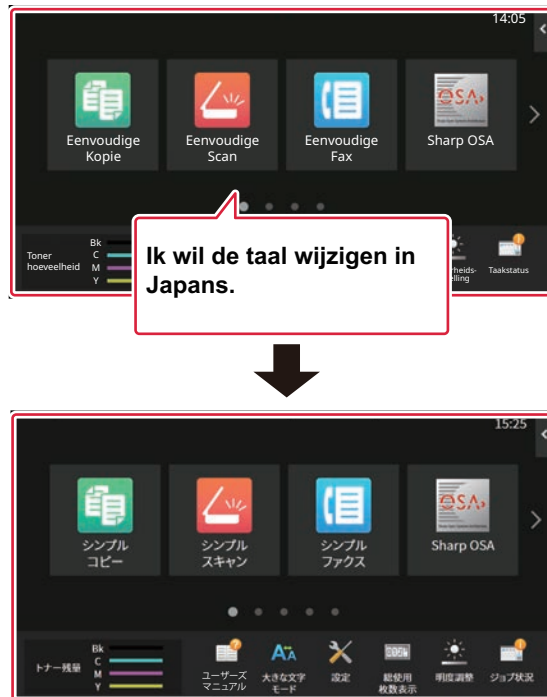 14:05
Eenvoudige
Kopie
Eenvoudige
Scan
Eenvoudige
Fax
OSA
Sharp OSA
Toner
hoeveelheid
Bk
C
M
Y
Taakstatus
Ik wil de taal wijzigen in
Japans.
15:25
シンプル
コピー
シンプル
スキャン
シンプル
ファクス
OSA
Sharp OSA
トナー残量
Bk
C
M
Y
ユーザーズ
マニュアル
大きな文字
モード
設定
総使用
枚数表示
明度調整
ジョブ状況